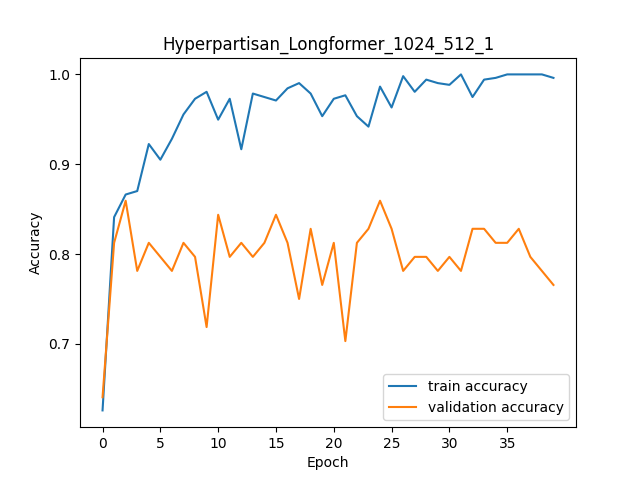 Hyperpartisan_Longformer_1024_512_1
1.0
0.9
0.8
0.7
Accuracy
train accuracy
validation accuracy
0 5 10 15 20 25 30 35
Epoch